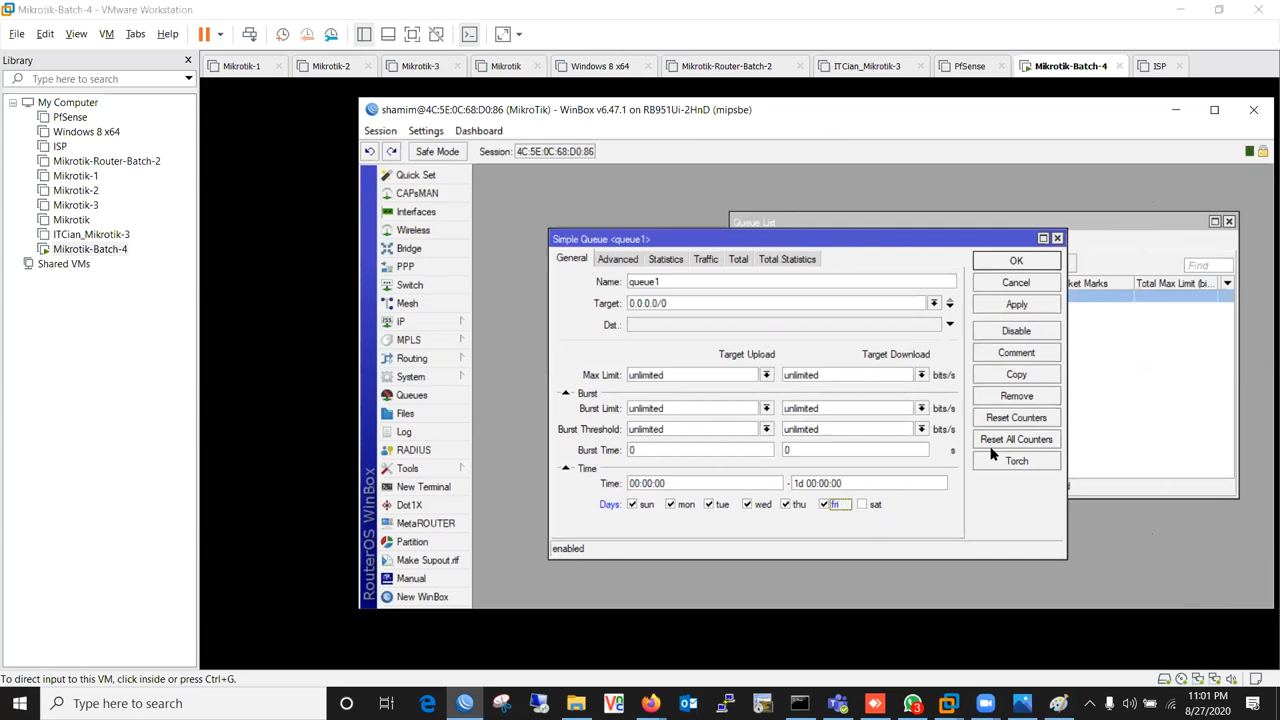 Mikrotik-Batch-4 - VMware Workstation
File Edit View VM Tabs Help
Library
Type here to search
My Computer
PfSense
Windows 8 x64
ISP
Mikrotik-Router-Batch-2
Mikrotik-1
Mikrotik-2
Mikrotik-3
Mikrotik
ITCian_Mikrotik-3
Mikrotik-Batch-4
Shared VMs
Mikrotik-1 Mikrotik-2 Mikrotik-3 Mikrotik Windows 8 x64 Mikrotik-Router-Batch-2 ITCian_Mikrotik-3 PfSense Mikrotik-Batch-4 ISP
shamim@4C:5E:0C:68:D0:86 (MikroTik) - WinBox v6.47.1 on RB951Ui-2HnD (mipsbe)
Session Settings Dashboard
Safe Mode Session: 4C:5E:0C:68:D0:86
RouterOS WinBox
Quick Set
CAPsMAN
Interfaces
Wireless
Bridge
PPP
Switch
Mesh
IP
MPLS
Routing
System
Queues
Files
Log
RADIUS
Tools
New Terminal
Dot1X
MetaROUTER
Partition
Make Supout.rif
Manual
New WinBox
Queue List
Find
ket Marks Total Max Limit (bi...
Simple Queue <queue1>
General Advanced Statistics Traffic Total Total Statistics
Name: queue1
Target: 0.0.0.0/0
Dst.:
Target Upload Target Download
Max Limit: unlimited unlimited bits/s
Burst
Burst Limit: unlimited unlimited bits/s
Burst Threshold: unlimited unlimited bits/s
Burst Time: 0 0 s
Time
Time: 00:00:00 - 1d 00:00:00
Days: sun mon tue wed thu fri sat
enabled
OK
Cancel
Apply
Disable
Comment
Copy
Remove
Reset Counters
Reset All Counters
Torch
To direct input to this VM, click inside or press Ctrl+G.
Type here to search
11:01 PM
8/27/2020